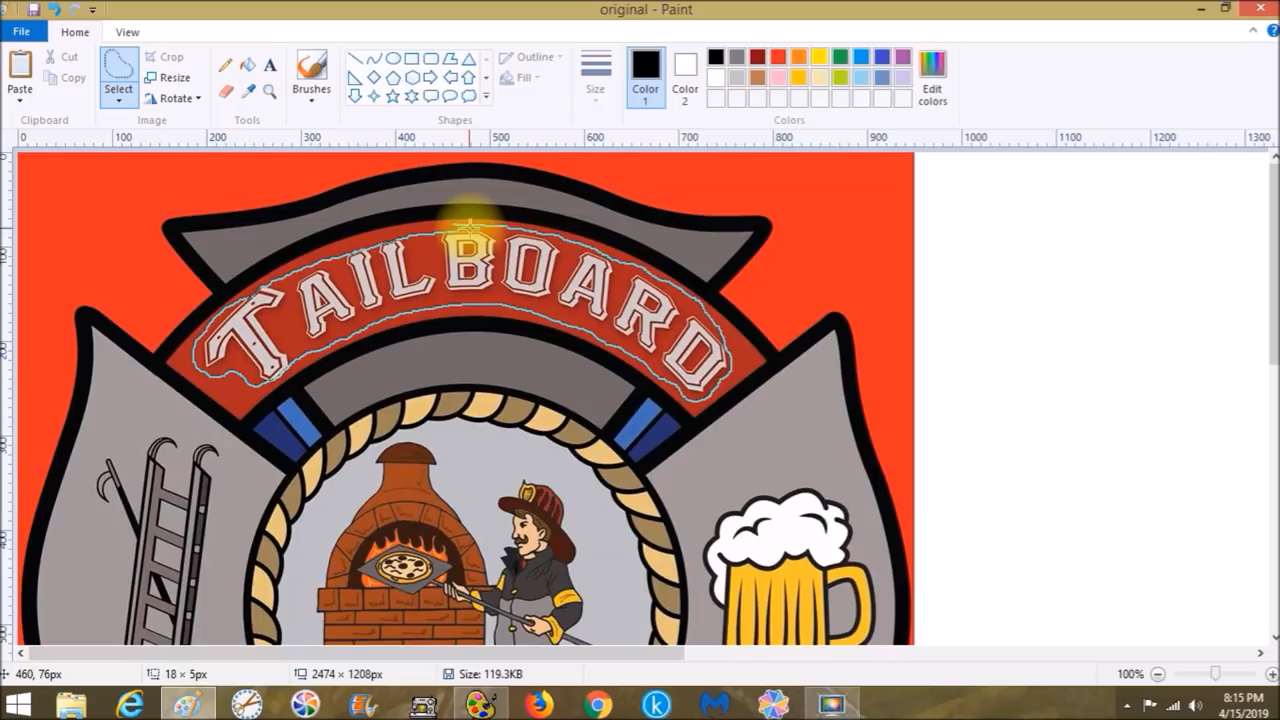 original - Paint
File Home View
Paste
Cut
Copy
Clipboard
Select
Crop
Resize
Rotate
Image
A
Tools
Brushes
Outline
Fill
Shapes
Size
Color 1
Color 2
Edit colors
Colors
0 100 200 300 400 500 600 700 800 900 1000 1100 1200 1300
TAILBOARD
460, 76px
18 × 5px
2474 × 1208px
Size: 119.3KB
100%
8:15 PM
4/15/2019